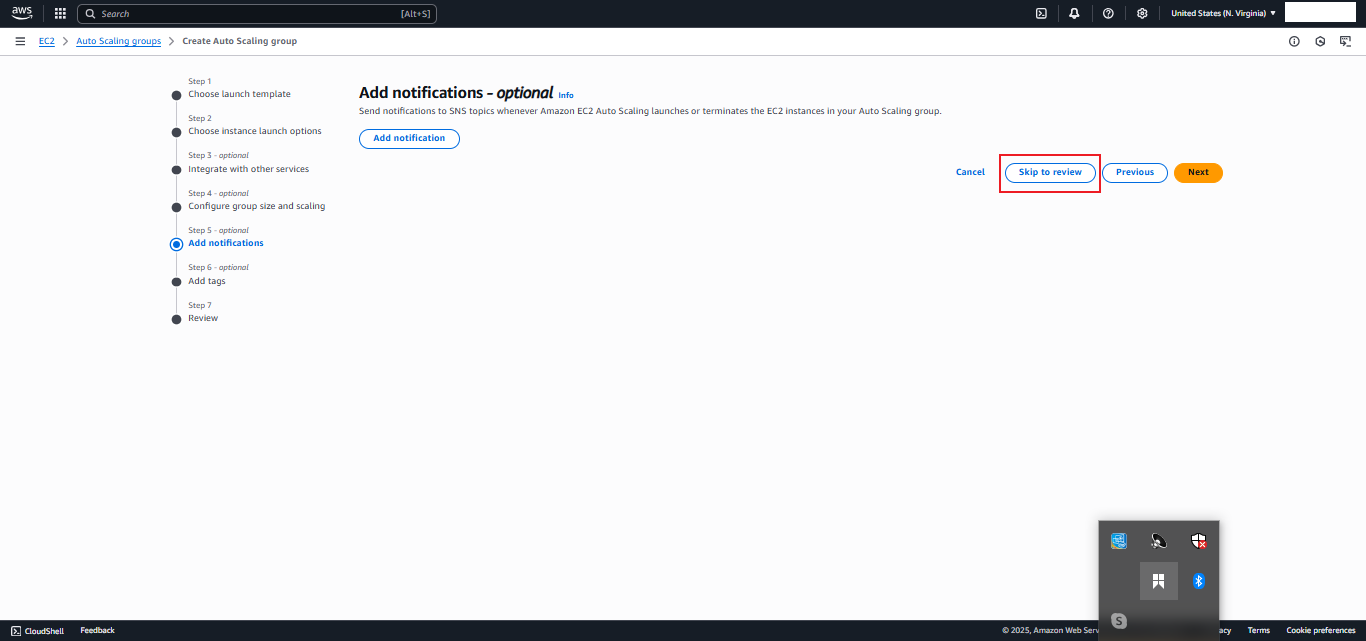 aws
Search [Alt+S]
United States (N. Virginia)
EC2 Auto Scaling groups Create Auto Scaling group
Step 1
Choose launch template
Step 2
Choose instance launch options
Step 3 - optional
Integrate with other services
Step 4 - optional
Configure group size and scaling
Step 5 - optional
Add notifications
Step 6 - optional
Add tags
Step 7
Review
Add notifications - optional Info
Send notifications to SNS topics whenever Amazon EC2 Auto Scaling launches or terminates the EC2 instances in your Auto Scaling group.
Add notification
Cancel Skip to review Previous Next
S
CloudShell Feedback © 2025, Amazon Web Serv acy Terms Cookie preferences